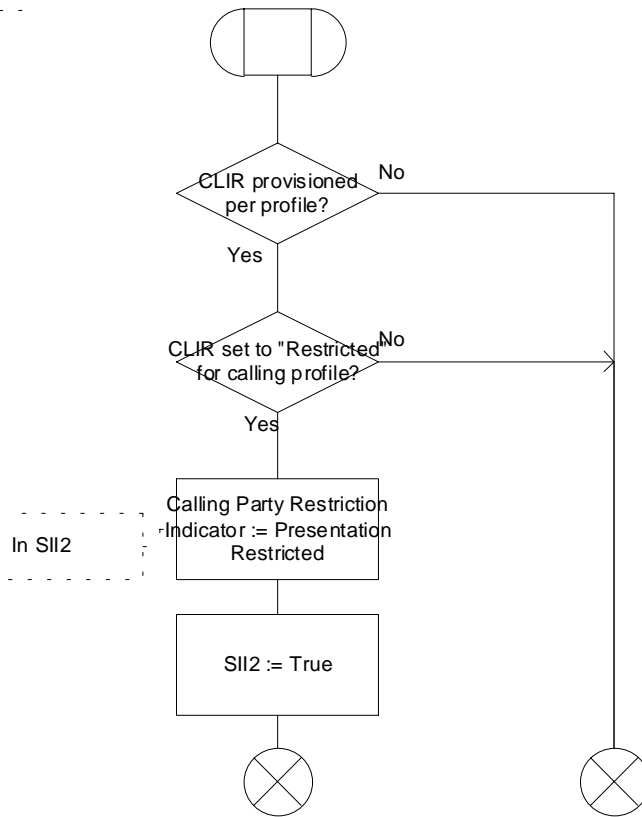 CLIR provisioned
per profile?
No
Yes
CLIR set to "Restricted"
for calling profile?
No
Yes
Calling Party Restriction
Indicator := Presentation
Restricted
In SII2
SII2 := True